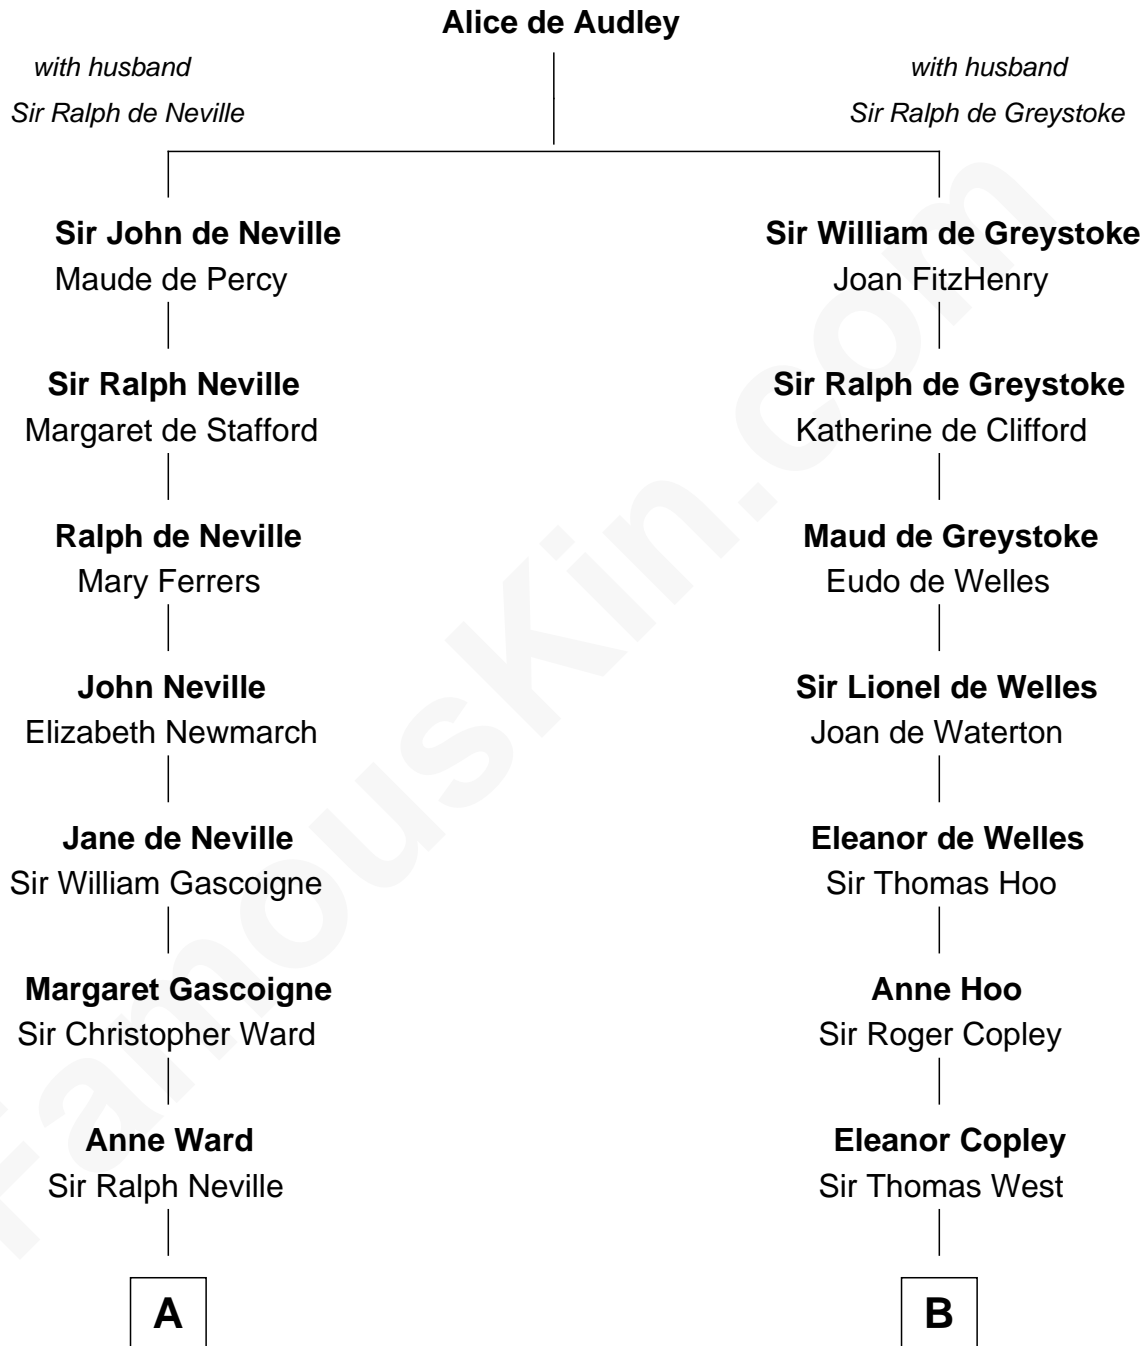 Alice de Audley
with husband
Sir Ralph de Neville
with husband
Sir Ralph de Greystoke
Sir John de Neville
Maude de Percy
Sir William de Greystoke
Joan FitzHenry
Sir Ralph Neville
Margaret de Stafford
Sir Ralph de Greystoke
Katherine de Clifford
Ralph de Neville
Mary Ferrers
Maud de Greystoke
Eudo de Welles
John Neville
Elizabeth Newmarch
Sir Lionel de Welles
Joan de Waterton
Jane de Neville
Sir William Gascoigne
Eleanor de Welles
Sir Thomas Hoo
Margaret Gascoigne
Sir Christopher Ward
Anne Hoo
Sir Roger Copley
Anne Ward
Sir Ralph Neville
Eleanor Copley
Sir Thomas West
A
B
FamousKin.com